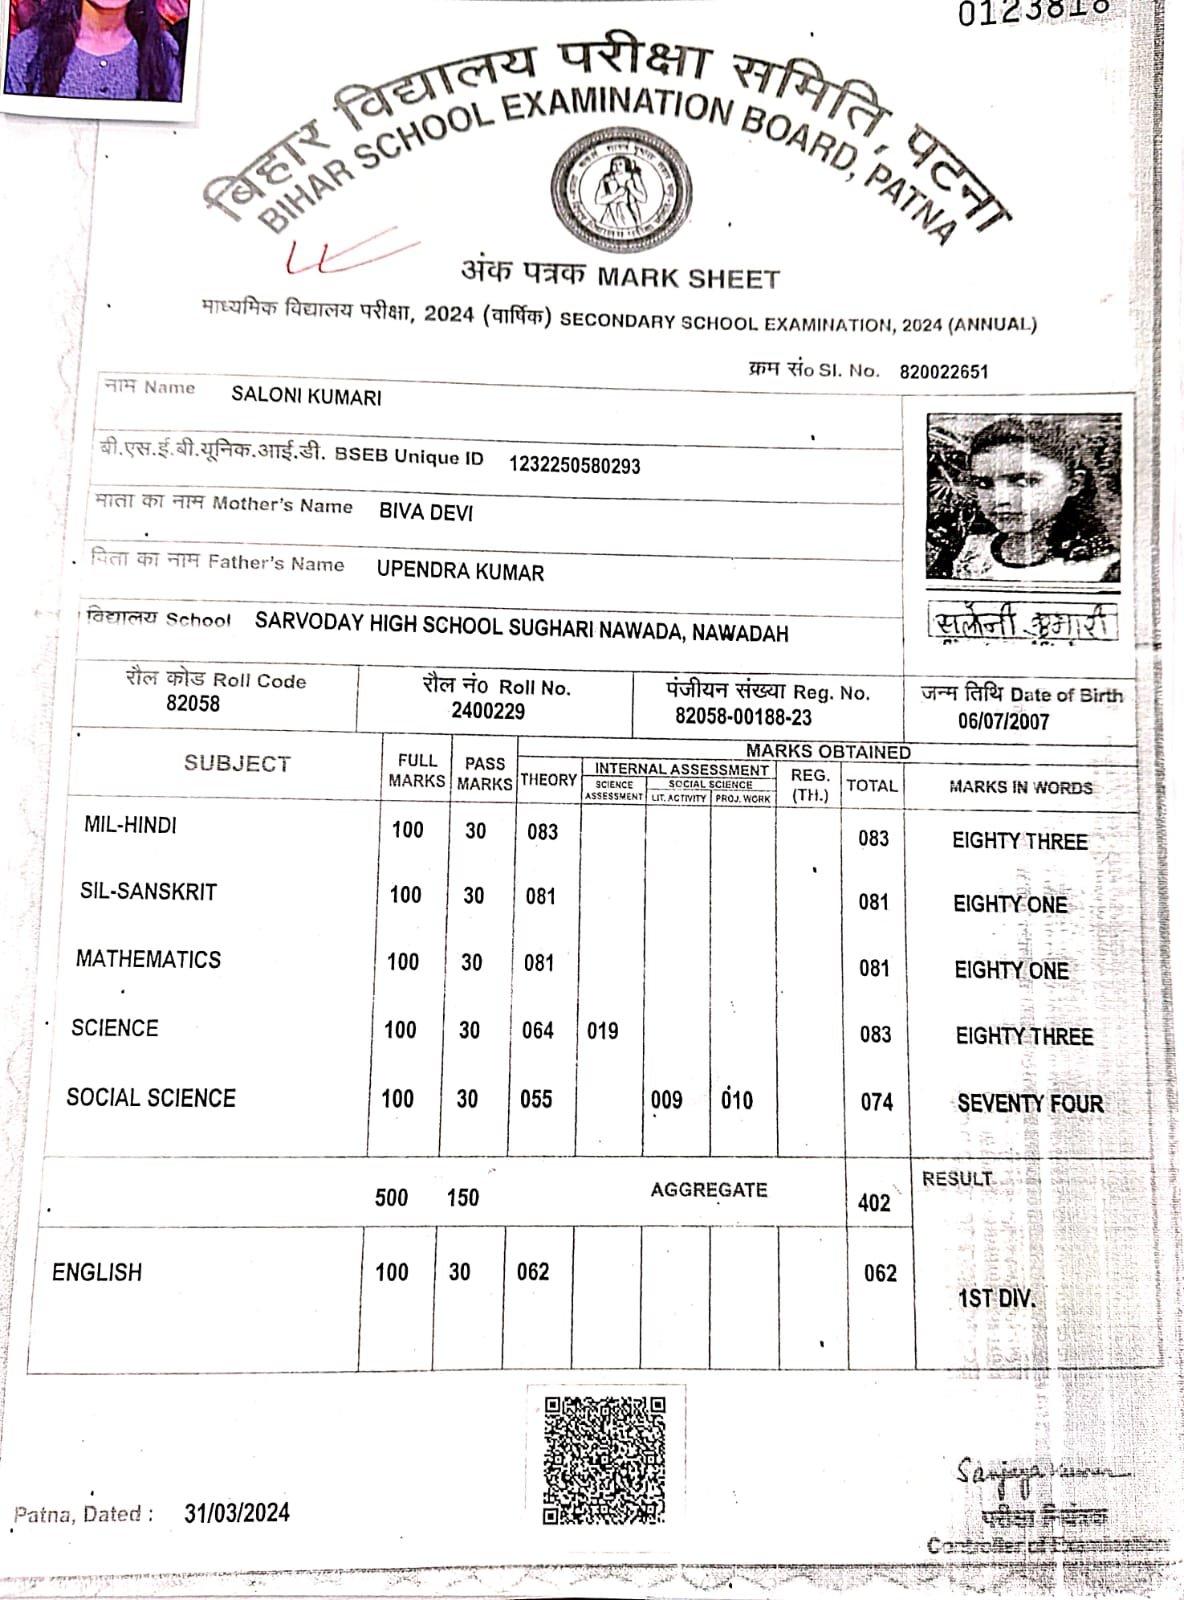 0123818
बिहार विद्यालय परीक्षा समिति, पटना
BIHAR SCHOOL EXAMINATION BOARD, PATNA
अंक पत्रक MARK SHEET
माध्यमिक विद्यालय परीक्षा, 2024 (वार्षिक) SECONDARY SCHOOL EXAMINATION, 2024 (ANNUAL)
क्रम सं० Sl. No. 820022651
नाम Name SALONI KUMARI
बी.एस.ई.बी.यूनिक.आई.डी. BSEB Unique ID 1232250580293
माता का नाम Mother's Name BIVA DEVI
पिता का नाम Father's Name UPENDRA KUMAR
विद्यालय School SARVODAY HIGH SCHOOL SUGHARI NAWADA, NAWADAH
सलोनी कुमारी
रौल कोड Roll Code रौल नं० Roll No. पंजीयन संख्या Reg. No. जन्म तिथि Date of Birth
82058 2400229 82058-00188-23 06/07/2007
SUBJECT FULL MARKS PASS MARKS THEORY MARKS OBTAINED
INTERNAL ASSESSMENT REG. (TH.) TOTAL MARKS IN WORDS
SCIENCE ASSESSMENT SOCIAL SCIENCE
LIT. ACTIVITY PROJ. WORK
MIL-HINDI 100 30 083 083 EIGHTY THREE
SIL-SANSKRIT 100 30 081 081 EIGHTY ONE
MATHEMATICS 100 30 081 081 EIGHTY ONE
SCIENCE 100 30 064 019 083 EIGHTY THREE
SOCIAL SCIENCE 100 30 055 009 010 074 SEVENTY FOUR
500 150 AGGREGATE 402 RESULT
ENGLISH 100 30 062 062
1ST DIV.
Sanjay Kumar
Patna, Dated : 31/03/2024
परीक्षा नियंत्रक
Controller of Examination